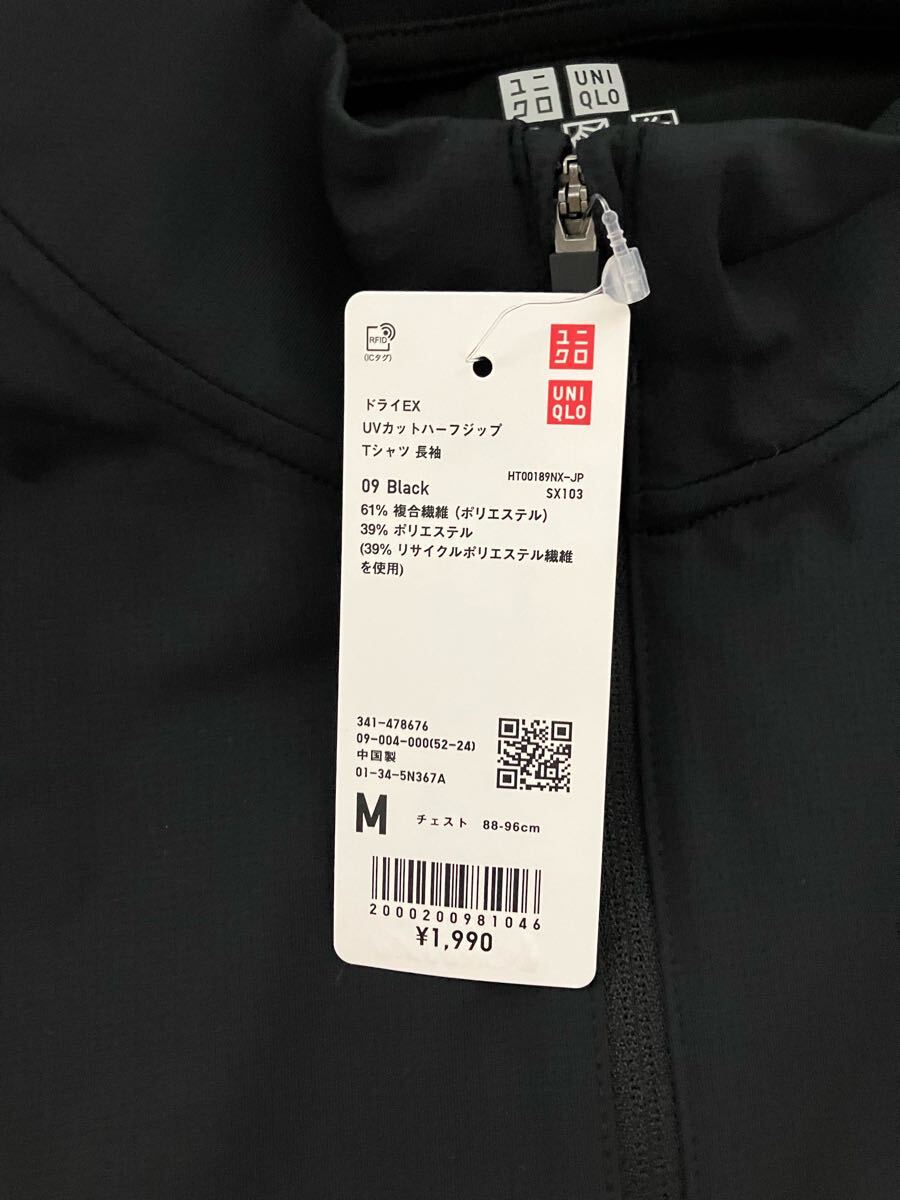 ユニ
クロ
UNI
QLO
RFID
(ICタグ)
ユニ
クロ
UNI
QLO
ドライEX
UVカットハーフジップ
Tシャツ 長袖
HT00189NX-JP
09 Black
SX103
61% 複合繊維 (ポリエステル)
39% ポリエステル
(39% リサイクルポリエステル繊維
を使用)
341-478676
09-004-000(52-24)
中国製
01-34-5N367A
M チェスト 88-96cm
2000200981046
¥1,990